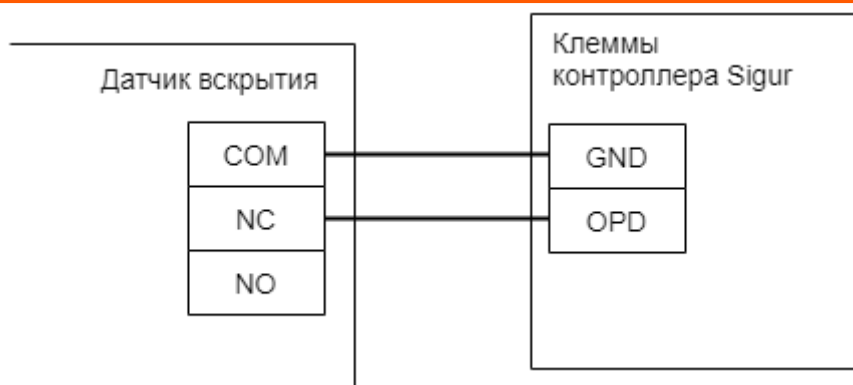 Датчик вскрытия
COM
NC
NO
Клеммы
контроллера Sigur
GND
OPD